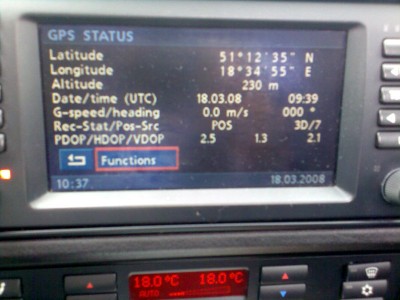 GPS STATUS
Latitude 51°12'35" N
Longitude 18°34'55" E
Altitude 230 m
Date/time (UTC) 18.03.08 09:39
G-speed/heading 0.0 m/s 000 °
Rec-Stat/Pos-Src POS 3D/7
PDOP/HDOP/VDOP 2.5 1.3 2.1
Functions
10:37 18.03.2008
18.0 °C 18.0 °C
AUTO